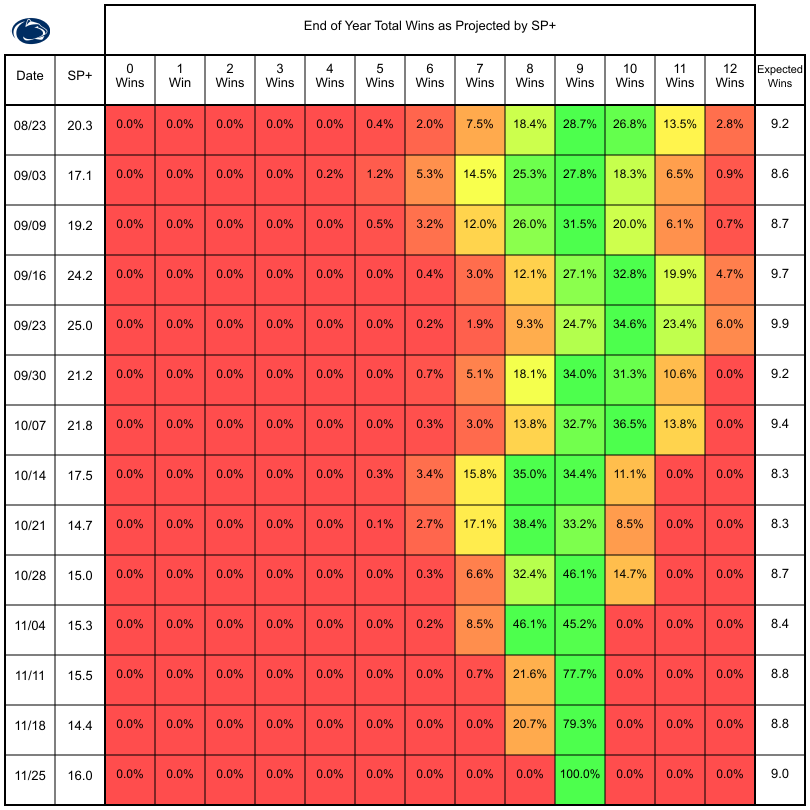 End of Year Total Wins as Projected by SP+
Date SP+ 0 Wins 1 Win 2 Wins 3 Wins 4 Wins 5 Wins 6 Wins 7 Wins 8 Wins 9 Wins 10 Wins 11 Wins 12 Wins Expected Wins
08/23 20.3 0.0% 0.0% 0.0% 0.0% 0.0% 0.4% 2.0% 7.5% 18.4% 28.7% 26.8% 13.5% 2.8% 9.2
09/03 17.1 0.0% 0.0% 0.0% 0.0% 0.2% 1.2% 5.3% 14.5% 25.3% 27.8% 18.3% 6.5% 0.9% 8.6
09/09 19.2 0.0% 0.0% 0.0% 0.0% 0.0% 0.5% 3.2% 12.0% 26.0% 31.5% 20.0% 6.1% 0.7% 8.7
09/16 24.2 0.0% 0.0% 0.0% 0.0% 0.0% 0.0% 0.4% 3.0% 12.1% 27.1% 32.8% 19.9% 4.7% 9.7
09/23 25.0 0.0% 0.0% 0.0% 0.0% 0.0% 0.0% 0.2% 1.9% 9.3% 24.7% 34.6% 23.4% 6.0% 9.9
09/30 21.2 0.0% 0.0% 0.0% 0.0% 0.0% 0.0% 0.7% 5.1% 18.1% 34.0% 31.3% 10.6% 0.0% 9.2
10/07 21.8 0.0% 0.0% 0.0% 0.0% 0.0% 0.0% 0.3% 3.0% 13.8% 32.7% 36.5% 13.8% 0.0% 9.4
10/14 17.5 0.0% 0.0% 0.0% 0.0% 0.0% 0.3% 3.4% 15.8% 35.0% 34.4% 11.1% 0.0% 0.0% 8.3
10/21 14.7 0.0% 0.0% 0.0% 0.0% 0.0% 0.1% 2.7% 17.1% 38.4% 33.2% 8.5% 0.0% 0.0% 8.3
10/28 15.0 0.0% 0.0% 0.0% 0.0% 0.0% 0.0% 0.3% 6.6% 32.4% 46.1% 14.7% 0.0% 0.0% 8.7
11/04 15.3 0.0% 0.0% 0.0% 0.0% 0.0% 0.0% 0.2% 8.5% 46.1% 45.2% 0.0% 0.0% 0.0% 8.4
11/11 15.5 0.0% 0.0% 0.0% 0.0% 0.0% 0.0% 0.0% 0.7% 21.6% 77.7% 0.0% 0.0% 0.0% 8.8
11/18 14.4 0.0% 0.0% 0.0% 0.0% 0.0% 0.0% 0.0% 0.0% 20.7% 79.3% 0.0% 0.0% 0.0% 8.8
11/25 16.0 0.0% 0.0% 0.0% 0.0% 0.0% 0.0% 0.0% 0.0% 0.0% 100.0% 0.0% 0.0% 0.0% 9.0